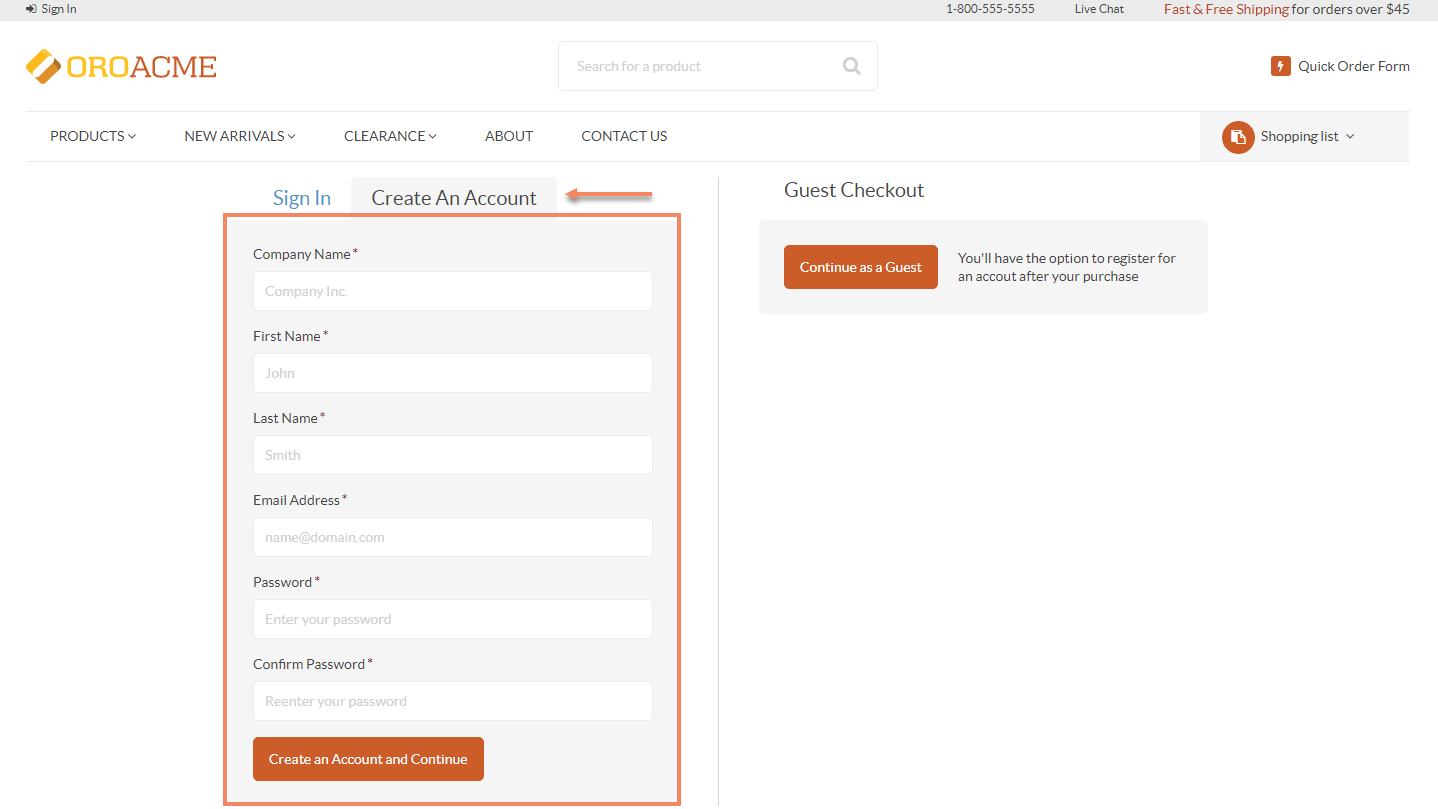 Sign In
1-800-555-5555
Live Chat
Fast & Free Shipping for orders over $45
OROACME
Search for a product
Quick Order Form
PRODUCTS
NEW ARRIVALS
CLEARANCE
ABOUT
CONTACT US
Shopping list
Sign In
Create An Account
Company Name*
Company Inc.
First Name*
John
Last Name*
Smith
Email Address*
name@domain.com
Password*
Enter your password
Confirm Password*
Reenter your password
Create an Account and Continue
Guest Checkout
Continue as a Guest
You'll have the option to register for
an accout after your purchase